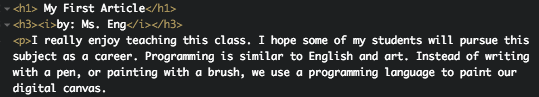 <h1> My First Article</h1>
<h3><i>by: Ms. Eng</i></h3>
<p>I really enjoy teaching this class. I hope some of my students will pursue this
subject as a career. Programming is similar to English and art. Instead of writing
with a pen, or painting with a brush, we use a programming language to paint our
digital canvas.